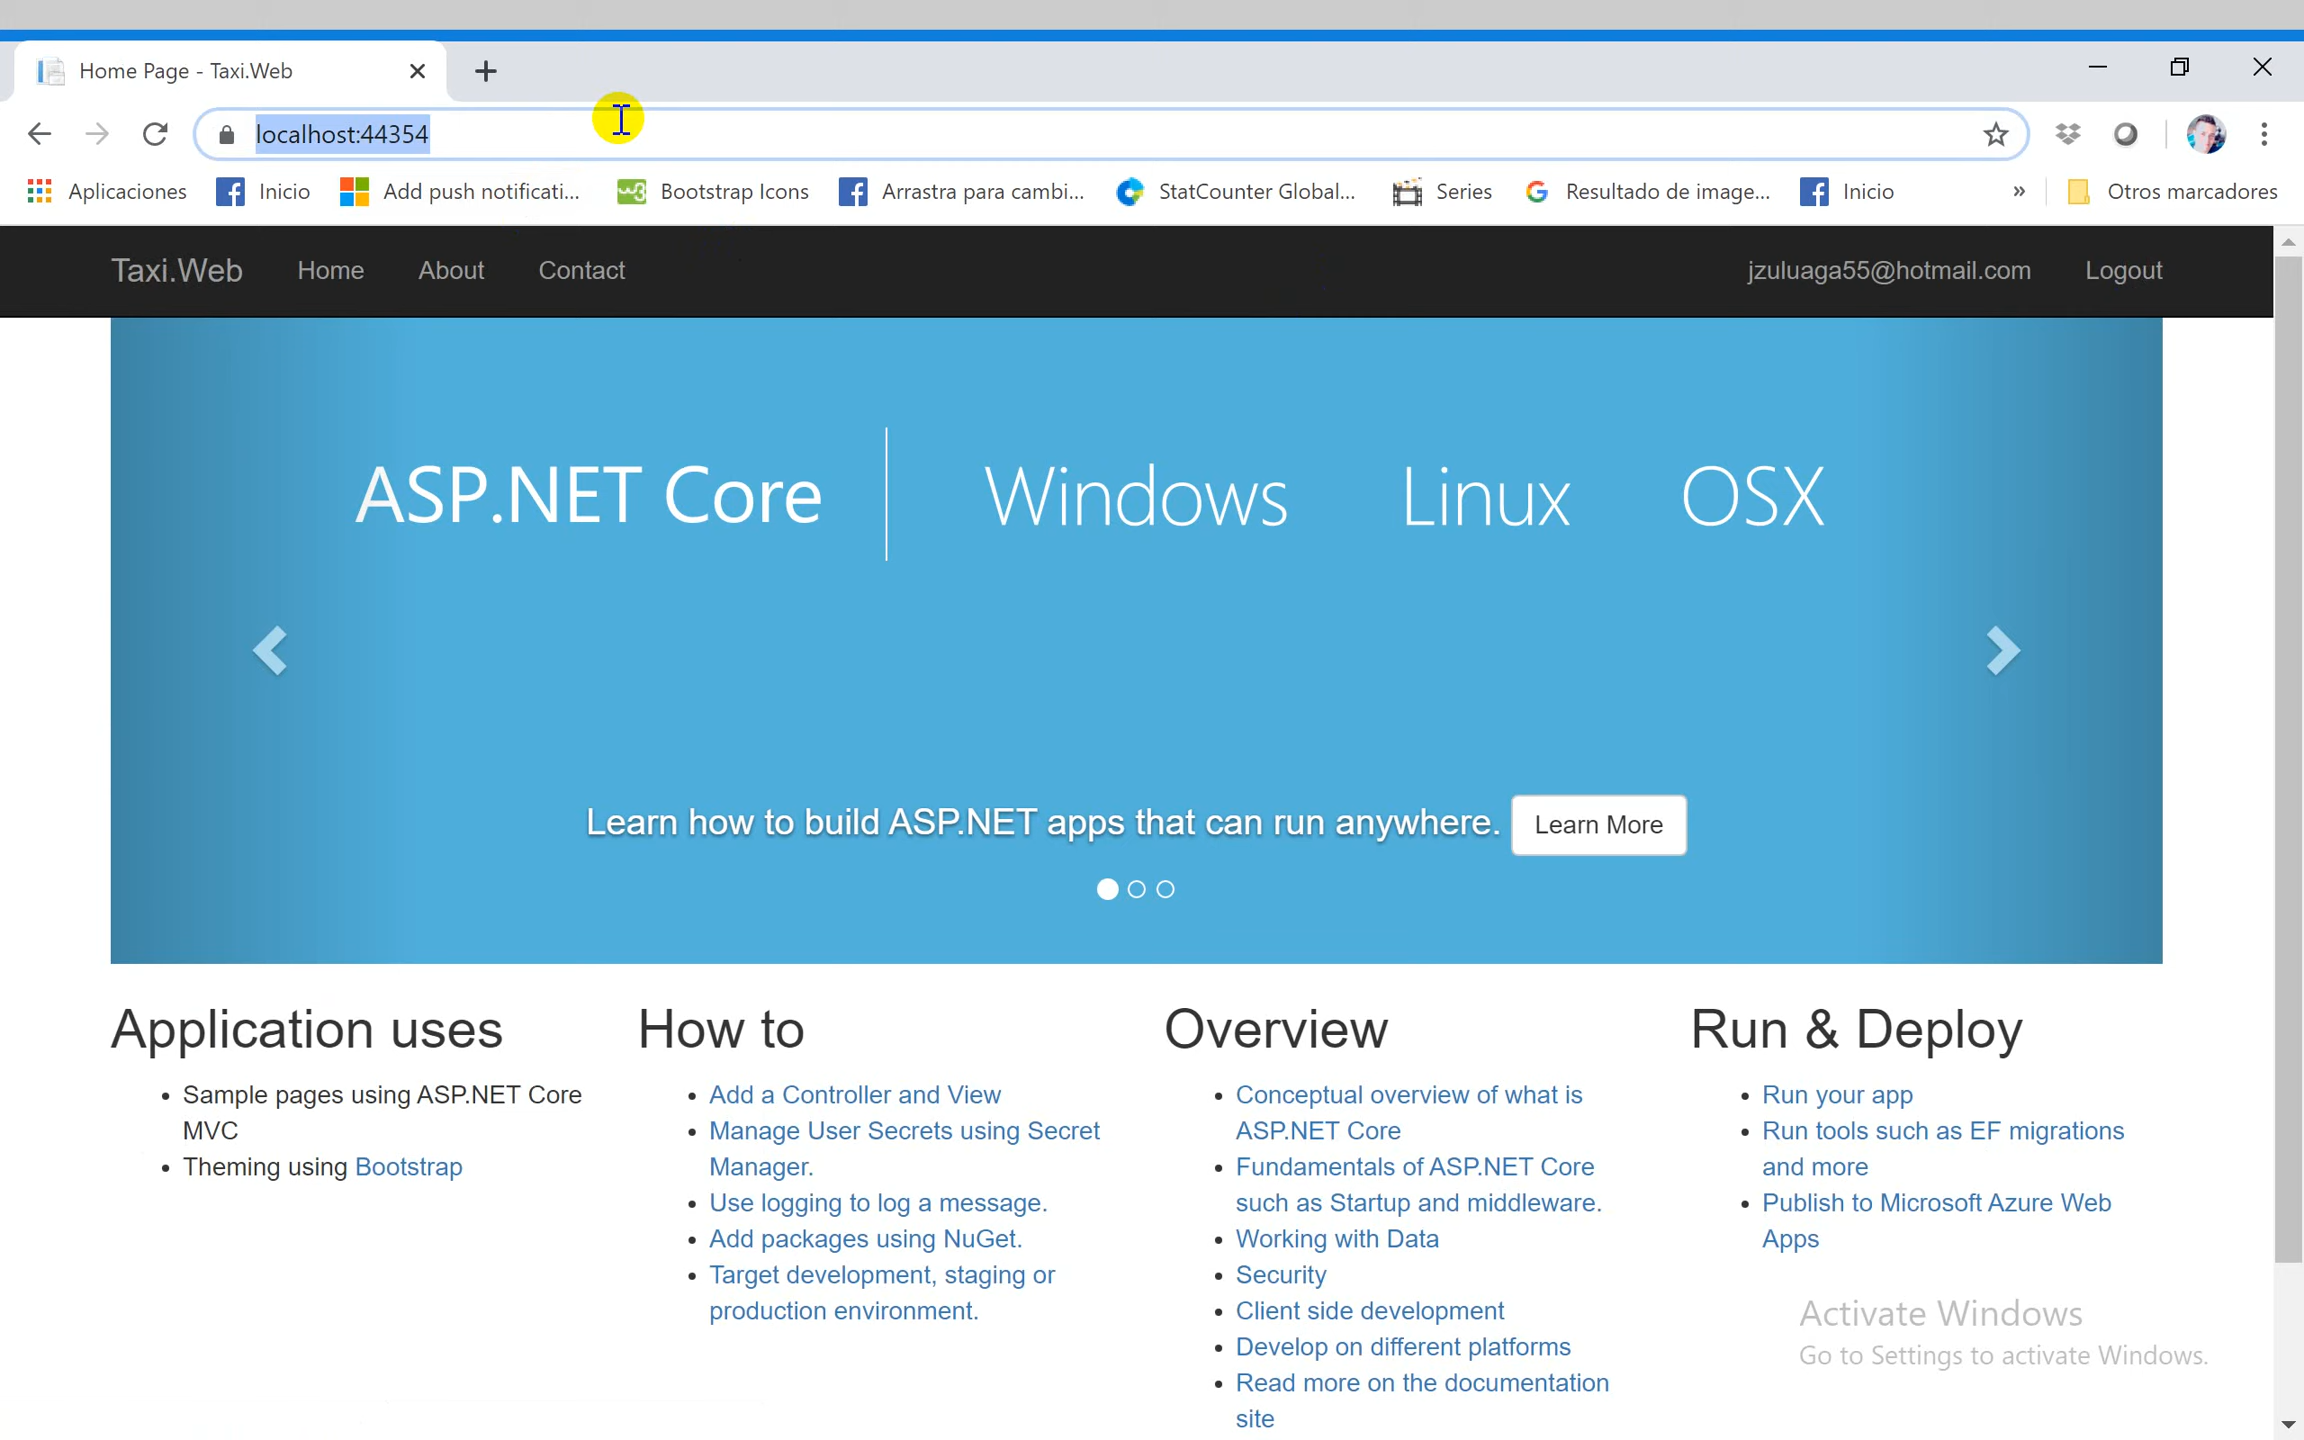 Home Page - Taxi.Web
localhost:44354
Aplicaciones Inicio Add push notificati... Bootstrap Icons Arrastra para cambi... StatCounter Global... Series Resultado de image... Inicio » Otros marcadores
Taxi.Web Home About Contact jzuluaga55@hotmail.com Logout
ASP.NET Core Windows Linux OSX
Learn how to build ASP.NET apps that can run anywhere. Learn More
Application uses
Sample pages using ASP.NET Core
MVC
Theming using Bootstrap
How to
Add a Controller and View
Manage User Secrets using Secret
Manager.
Use logging to log a message.
Add packages using NuGet.
Target development, staging or
production environment.
Overview
Conceptual overview of what is
ASP.NET Core
Fundamentals of ASP.NET Core
such as Startup and middleware.
Working with Data
Security
Client side development
Develop on different platforms
Read more on the documentation
site
Run & Deploy
Run your app
Run tools such as EF migrations
and more
Publish to Microsoft Azure Web
Apps
Activate Windows
Go to Settings to activate Windows.